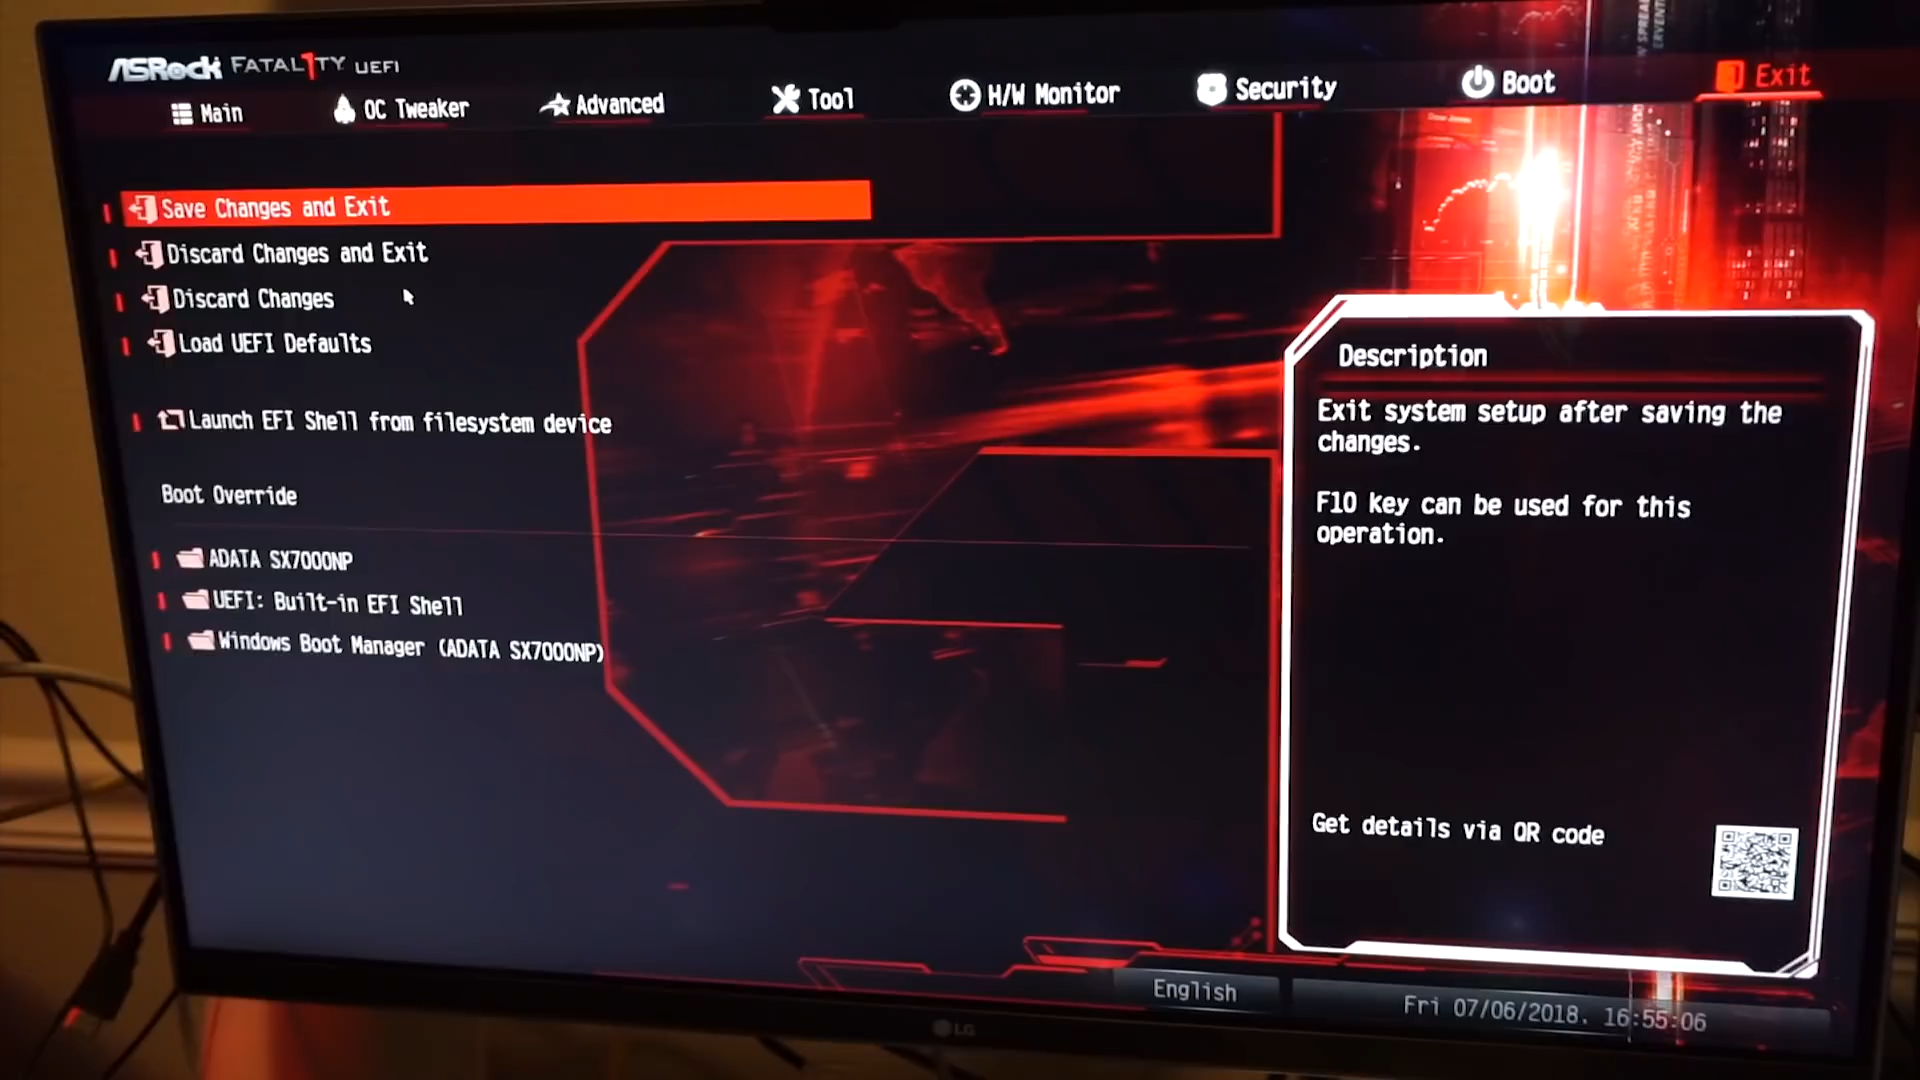 ASRock FATAL1TY UEFI
Main
OC Tweaker
Advanced
Tool
H/W Monitor
Security
Boot
Exit
Save Changes and Exit
Discard Changes and Exit
Discard Changes
Load UEFI Defaults
Launch EFI Shell from filesystem device
Boot Override
ADATA SX7000NP
UEFI: Built-in EFI Shell
Windows Boot Manager (ADATA SX7000NP)
Description
Exit system setup after saving the
changes.
F10 key can be used for this
operation.
Get details via QR code
English
Fri 07/06/2018. 16:55:06
LG